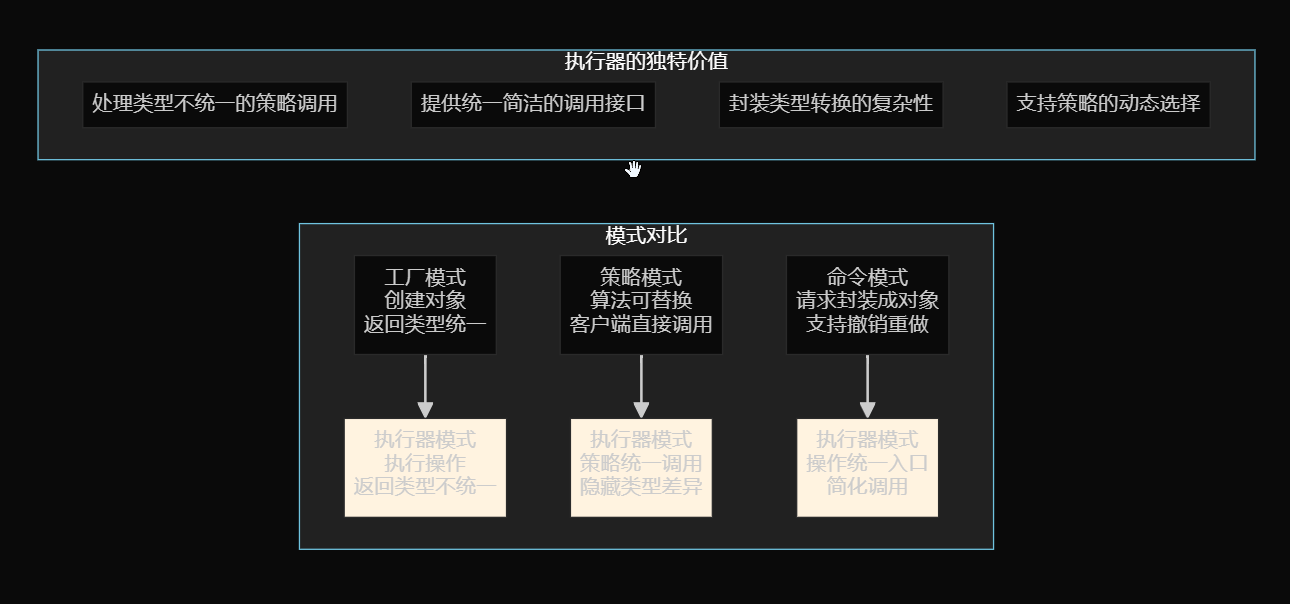 执行器的独特价值
处理类型不统一的策略调用
提供统一简洁的调用接口
封装类型转换的复杂性
支持策略的动态选择
模式对比
工厂模式
创建对象
返回类型统一
策略模式
算法可替换
客户端直接调用
命令模式
请求封装成对象
支持撤销重做
执行器模式
执行操作
返回类型不统一
执行器模式
策略统一调用
隐藏类型差异
执行器模式
操作统一入口
简化调用